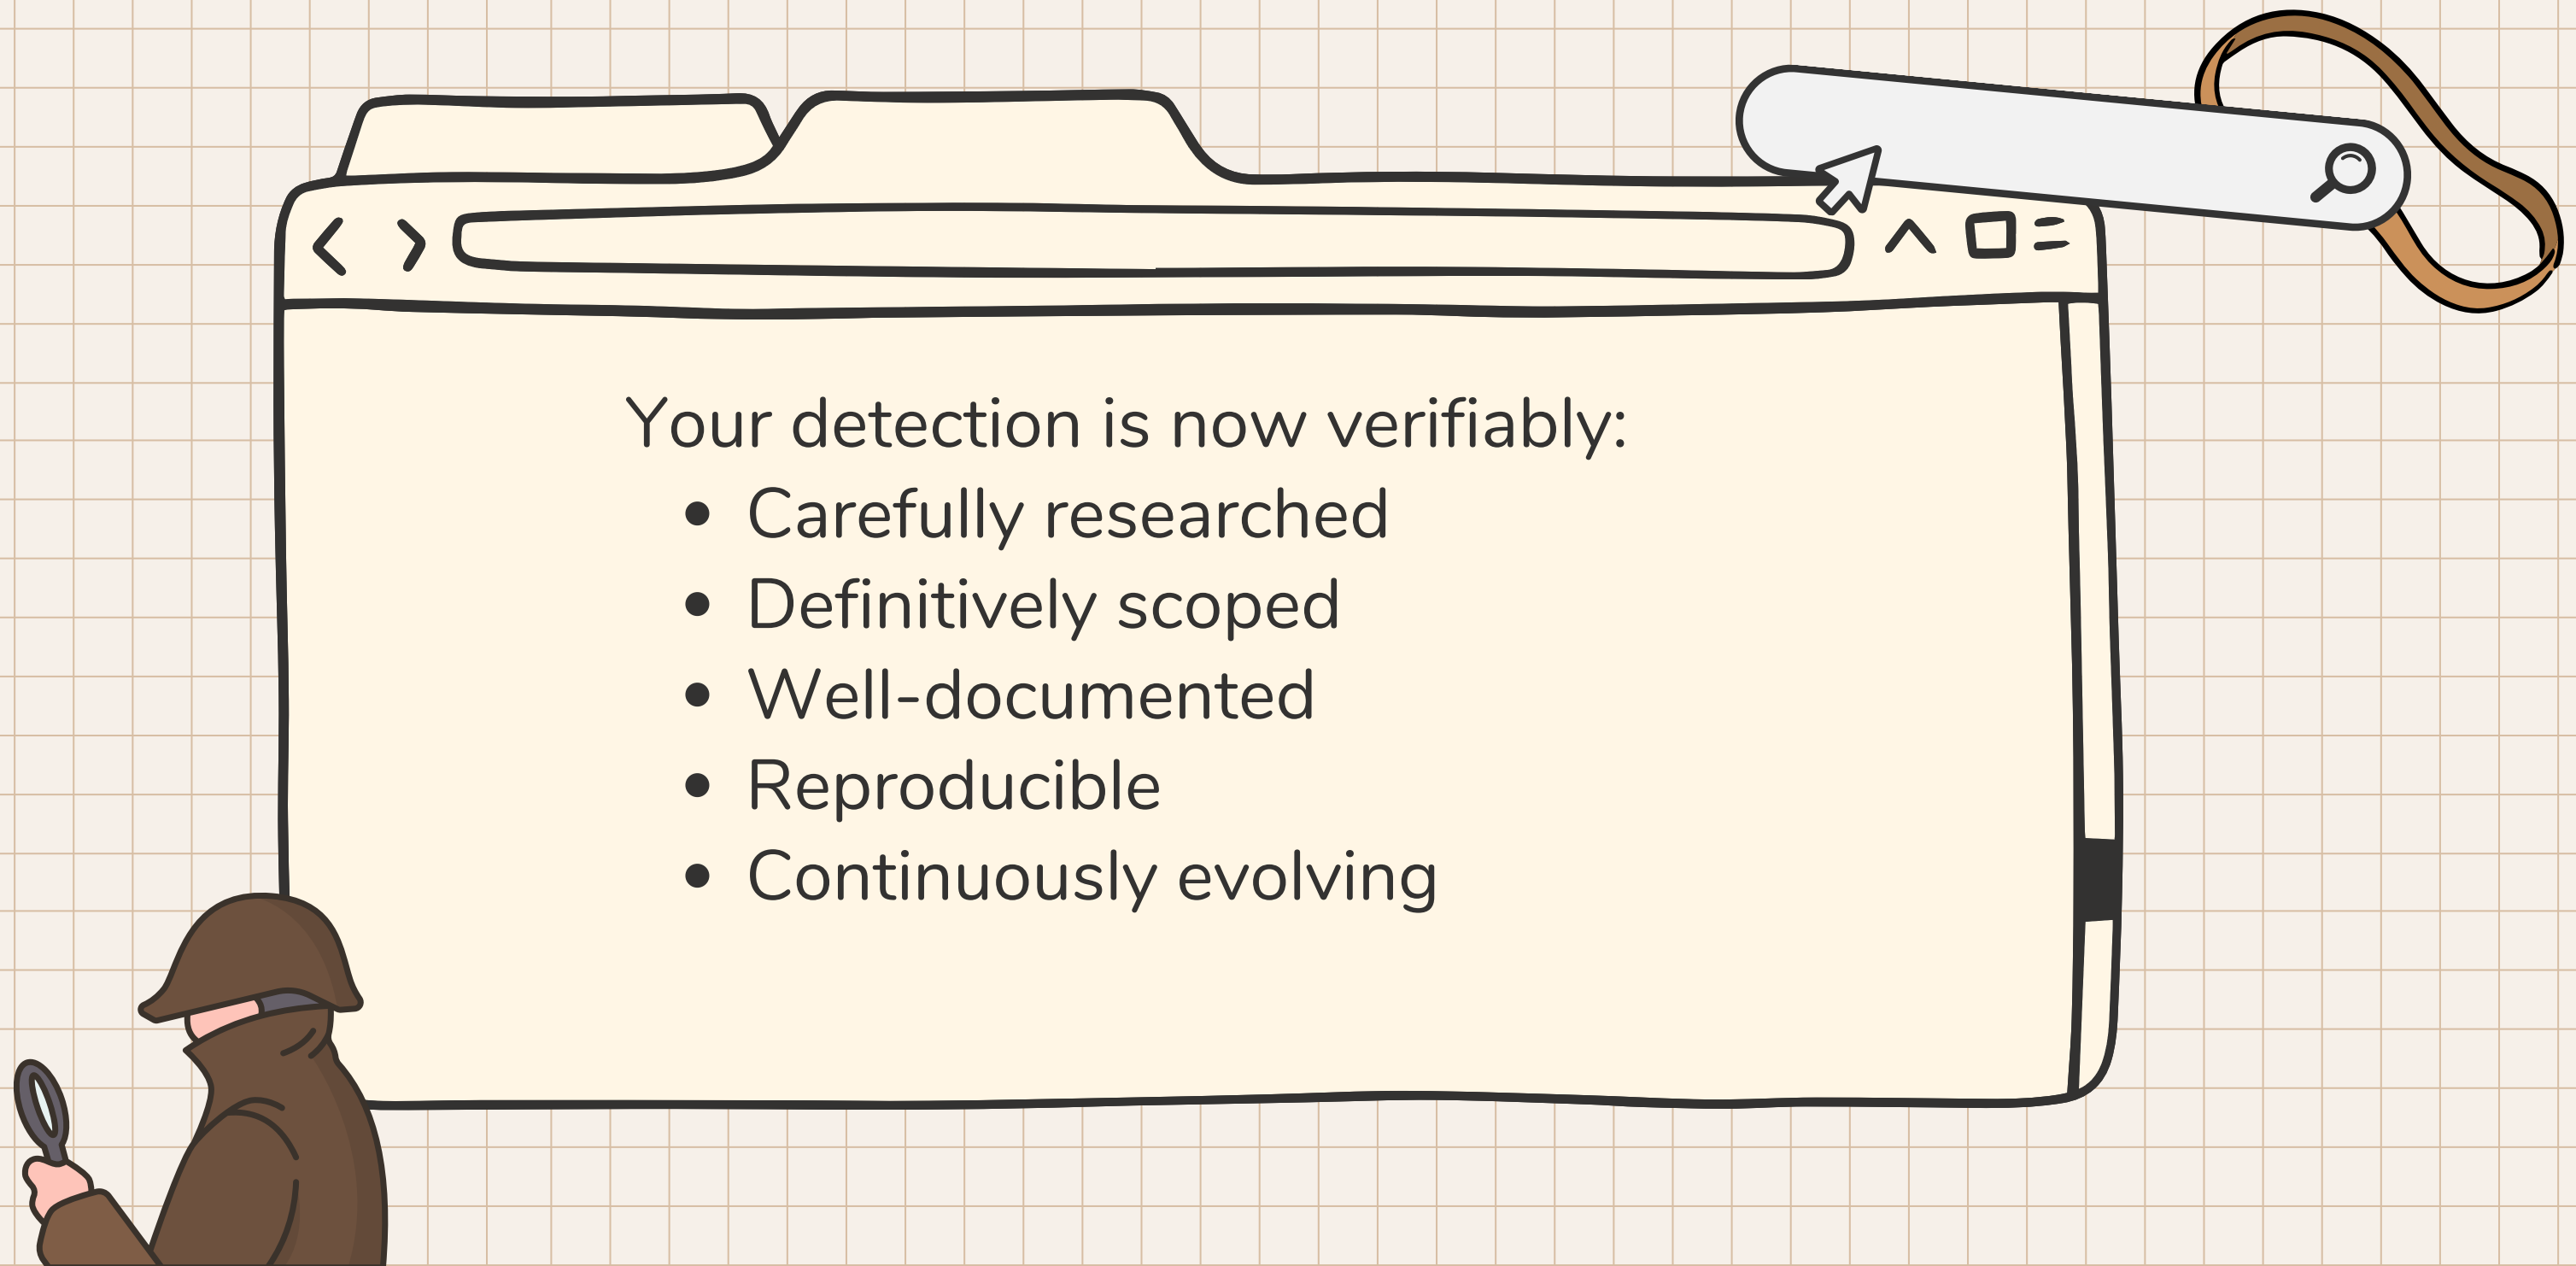 Your detection is now verifiably:
• Carefully researched
• Definitively scoped
• Well-documented
• Reproducible
• Continuously evolving